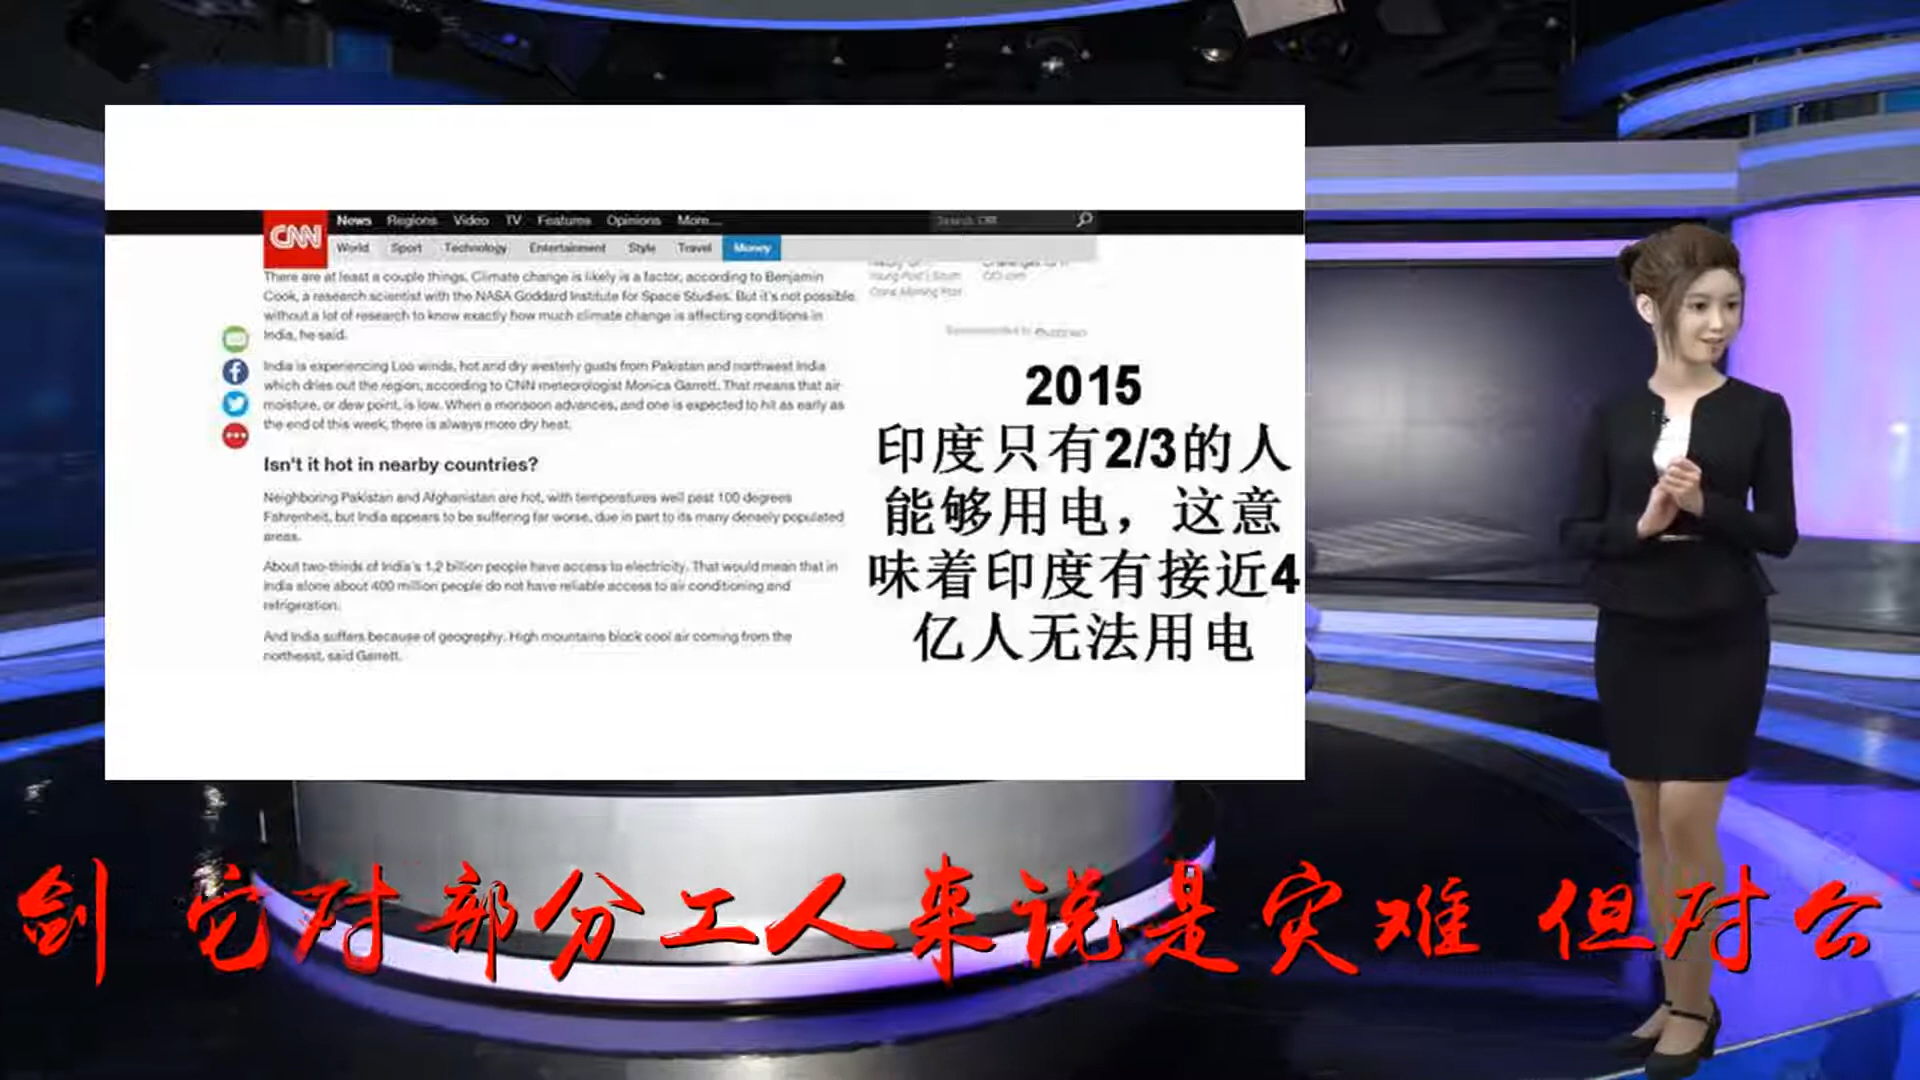 CNN
News Regions Video TV Features Opinions More...
World Sport Technology Entertainment Style Travel Money
There are at least a couple things. Climate change is likely is a factor, according to Benjamin
Cook, a research scientist with the NASA Goddard Institute for Space Studies. But it's not possible
without a lot of research to know exactly how much climate change is affecting conditions in
India, he said.
India is experiencing Loo winds, hot and dry westerly gusts from Pakistan and northwest India
which dries out the region, according to CNN meteorologist Monica Garrett. That means that air
moisture, or dew point, is low. When a monsoon advances, and one is expected to hit as early as
the end of this week, there is always more dry heat.
Isn't it hot in nearby countries?
Neighboring Pakistan and Afghanistan are hot, with temperatures well past 100 degrees
Fahrenheit, but India appears to be suffering far worse, due in part to its many densely populated
areas.
About two-thirds of India's 1.2 billion people have access to electricity. That would mean that in
India alone about 400 million people do not have reliable access to air conditioning and
refrigeration.
And India suffers because of geography. High mountains block cool air coming from the
northeast, said Garrett.
Young Post | South
China Morning Post
2015
印度只有2/3的人
能够用电，这意
味着印度有接近4
亿人无法用电
剑 它对部分工人来说是灾难 但对公